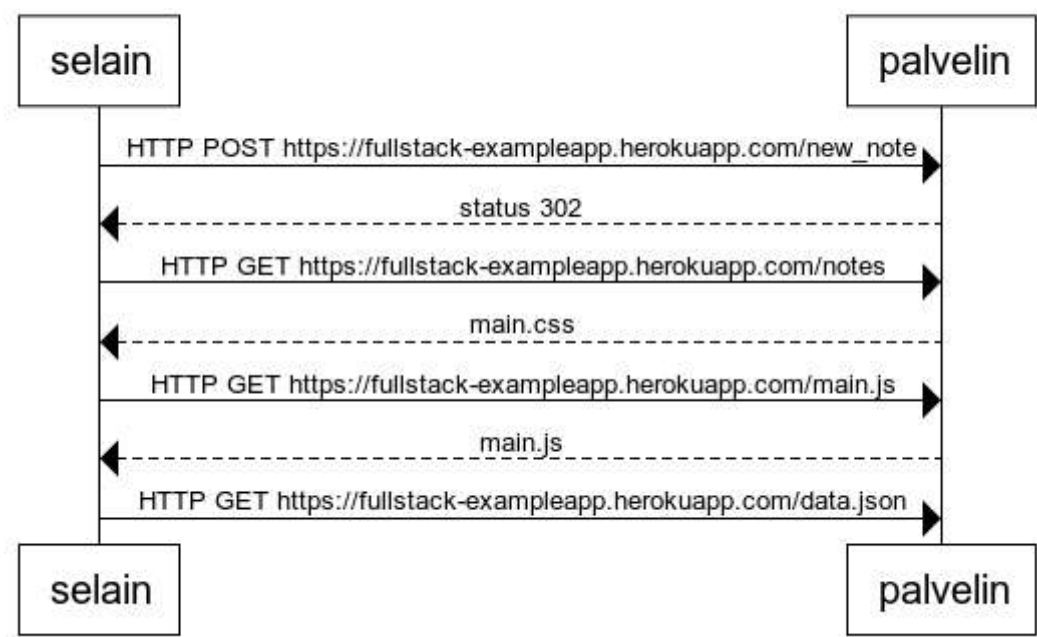 selain palvelin
HTTP POST https://fullstack-exampleapp.herokuapp.com/new_note
status 302
HTTP GET https://fullstack-exampleapp.herokuapp.com/notes
main.css
HTTP GET https://fullstack-exampleapp.herokuapp.com/main.js
main.js
HTTP GET https://fullstack-exampleapp.herokuapp.com/data.json
selain palvelin